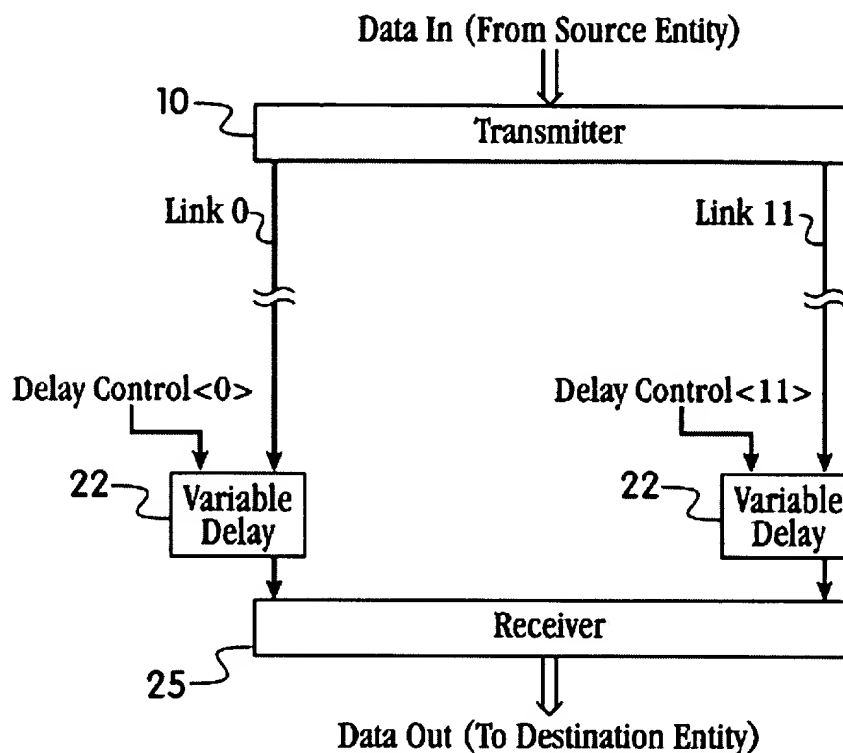 Data In (From Source Entity)
10
Transmitter
Link 0
Link 11
Delay Control<0>
Delay Control<11>
22
Variable
Delay
22
Variable
Delay
Receiver
25
Data Out (To Destination Entity)